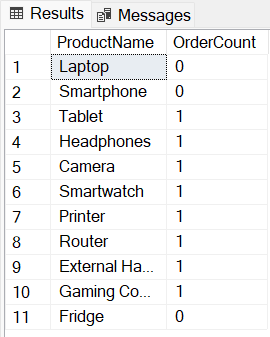 Results Messages
ProductName OrderCount
1 Laptop 0
2 Smartphone 0
3 Tablet 1
4 Headphones 1
5 Camera 1
6 Smartwatch 1
7 Printer 1
8 Router 1
9 External Ha... 1
10 Gaming Co... 1
11 Fridge 0